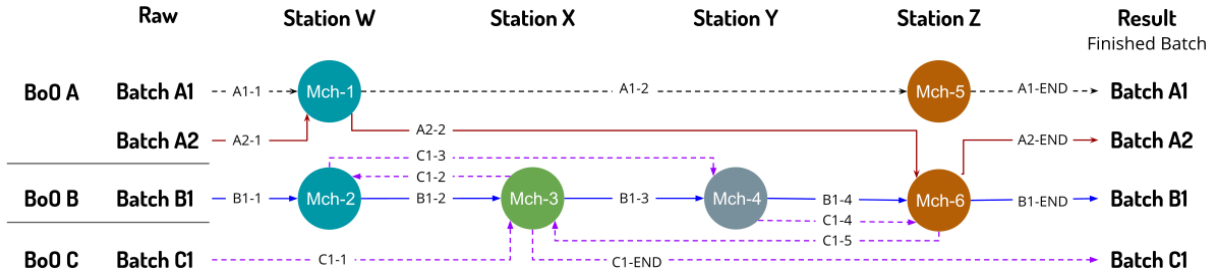 Raw Station W Station X Station Y Station Z Result
Finished Batch
BoO A Batch A1 A1-1 Mch-1 A1-2 Mch-5 A1-END Batch A1
Batch A2 A2-1 A2-2 A2-END Batch A2
C1-3
C1-2
BoO B Batch B1 B1-1 Mch-2 B1-2 Mch-3 B1-3 Mch-4 B1-4 Mch-6 B1-END Batch B1
C1-4
C1-5
BoO C Batch C1 C1-1 C1-END Batch C1